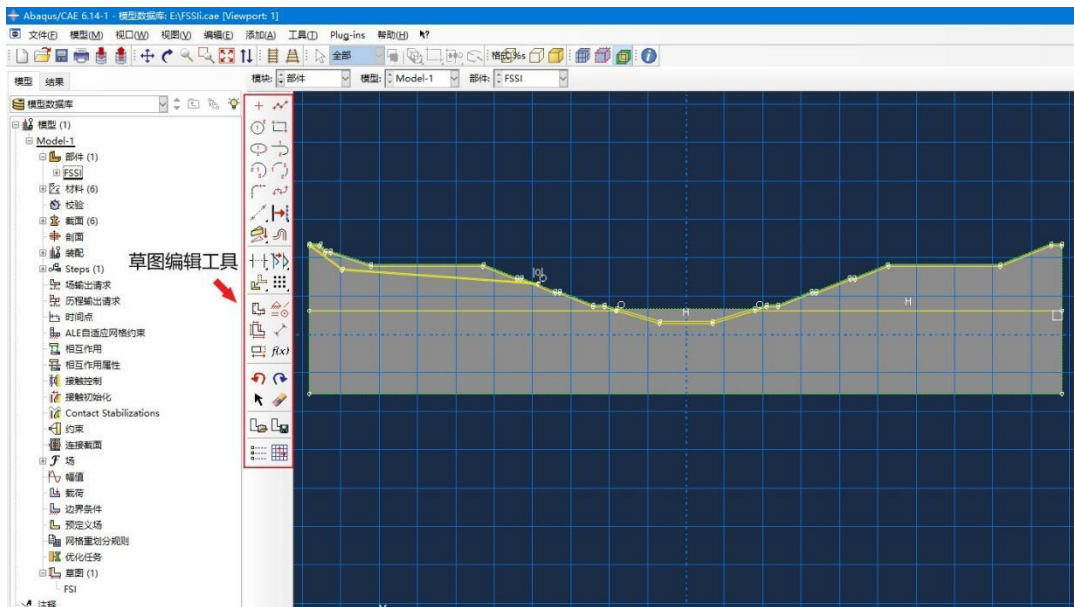 Abaqus/CAE 6.14-1 - 模型数据库: E:\FSSIi.cae [Viewport: 1]
文件(F) 模型(M) 视口(W) 视图(V) 编辑(E) 添加(A) 工具(T) Plug-ins 帮助(H)
全部
模型 结果 模块: 部件 模型: Model-1 部件: FSSI
模型数据库
模型 (1)
Model-1
部件 (1)
FSSI
材料 (6)
校验
截面 (6)
剖面
装配
Steps (1)
场输出请求
历程输出请求
时间点
ALE自适应网格约束
相互作用
相互作用属性
接触控制
接触初始化
Contact Stabilizations
约束
连接截面
场
幅值
载荷
边界条件
预定义场
网格重划分规则
优化任务
草图 (1)
FSI
注释
草图编辑工具
f(x)
H
H